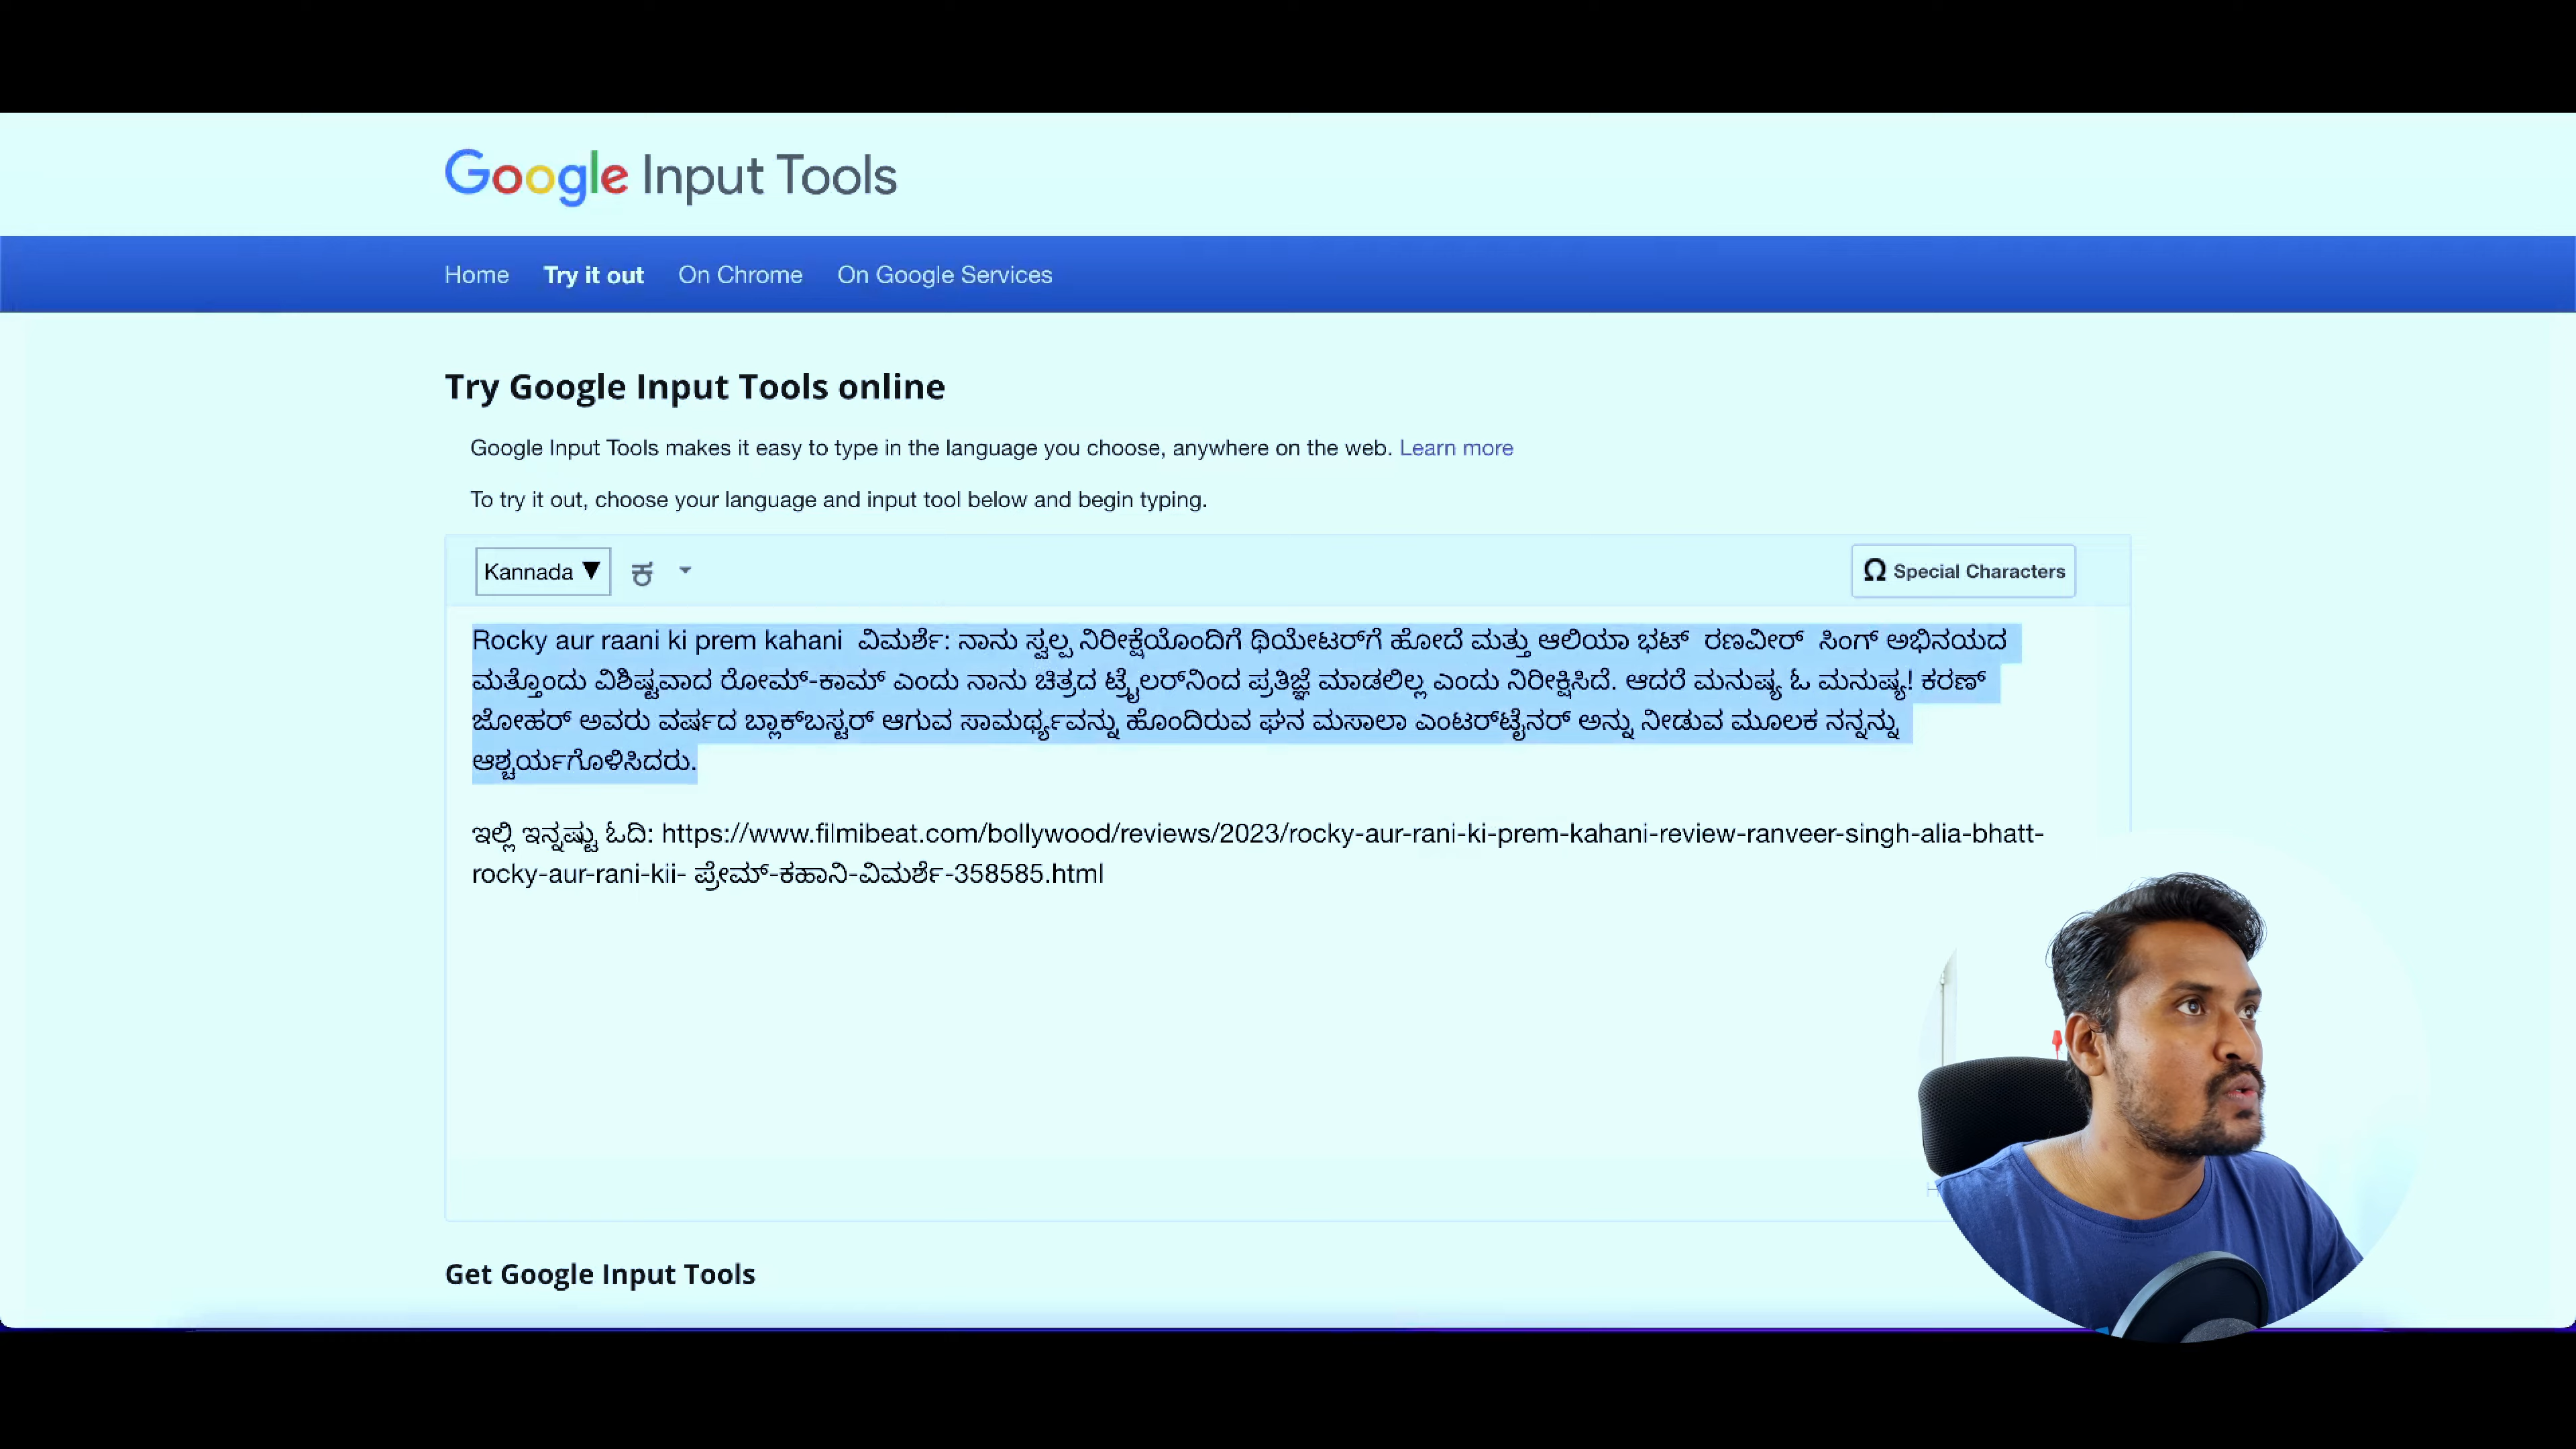 Google Input Tools
Home Try it out On Chrome On Google Services
Try Google Input Tools online
Google Input Tools makes it easy to type in the language you choose, anywhere on the web. Learn more
To try it out, choose your language and input tool below and begin typing.
Kannada ▼ ಕ Ω Special Characters
Rocky aur raani ki prem kahani ವಿಮರ್ಶೆ: ನಾನು ಸ್ವಲ್ಪ ನಿರೀಕ್ಷೆಯೊಂದಿಗೆ ಥಿಯೇಟರ್‌ಗೆ ಹೋದೆ ಮತ್ತು ಆಲಿಯಾ ಭಟ್ ರಣವೀರ್ ಸಿಂಗ್ ಅಭಿನಯದ
ಮತ್ತೊಂದು ವಿಶಿಷ್ಟವಾದ ರೋಮ್-ಕಾಮ್ ಎಂದು ನಾನು ಚಿತ್ರದ ಟ್ರೈಲರ್‌ನಿಂದ ಪ್ರತಿಜ್ಞೆ ಮಾಡಲಿಲ್ಲ ಎಂದು ನಿರೀಕ್ಷಿಸಿದೆ. ಆದರೆ ಮನುಷ್ಯ ಓ ಮನುಷ್ಯ! ಕರಣ್
ಜೋಹರ್ ಅವರು ವರ್ಷದ ಬ್ಲಾಕ್‌ಬಸ್ಟರ್ ಆಗುವ ಸಾಮರ್ಥ್ಯವನ್ನು ಹೊಂದಿರುವ ಘನ ಮಸಾಲಾ ಎಂಟರ್‌ಟೈನರ್ ಅನ್ನು ನೀಡುವ ಮೂಲಕ ನನ್ನನ್ನು
ಆಶ್ಚರ್ಯಗೊಳಿಸಿದರು.
ಇಲ್ಲಿ ಇನ್ನಷ್ಟು ಓದಿ: https://www.filmibeat.com/bollywood/reviews/2023/rocky-aur-rani-ki-prem-kahani-review-ranveer-singh-alia-bhatt-
rocky-aur-rani-kii- ಪ್ರೇಮ್-ಕಹಾನಿ-ವಿಮರ್ಶೆ-358585.html
Get Google Input Tools